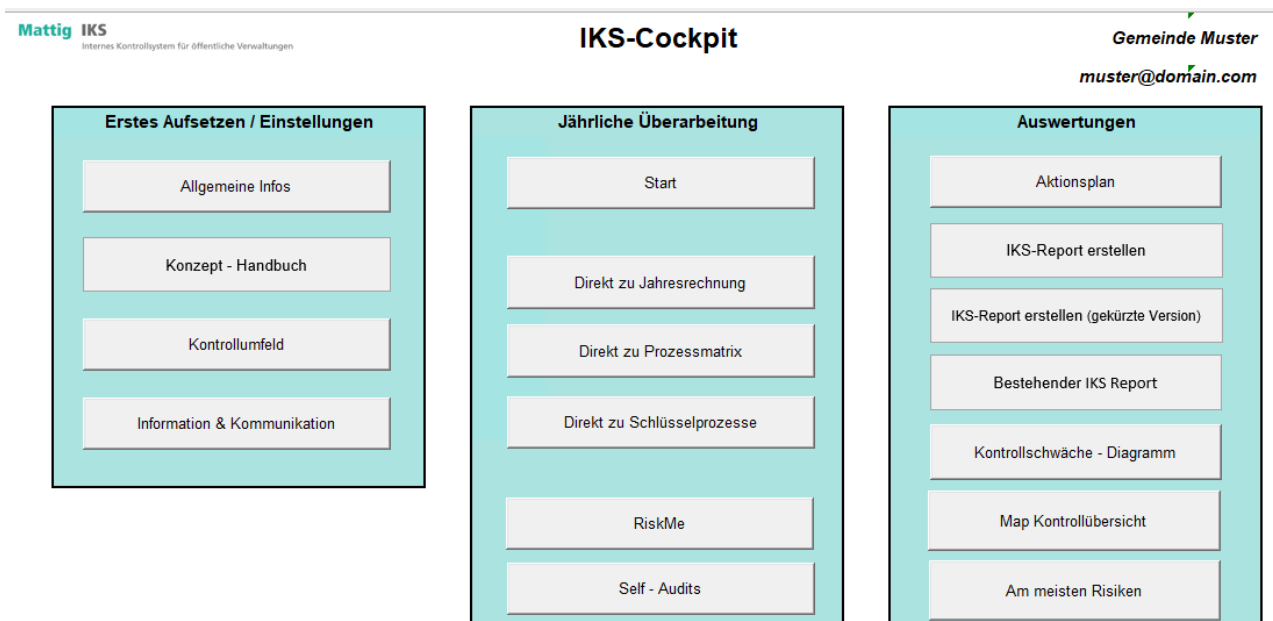 Mattig IKS
Internes Kontrollsystem für öffentliche Verwaltungen
IKS-Cockpit
Gemeinde Muster
muster@domain.com
Erstes Aufsetzen / Einstellungen
Allgemeine Infos
Konzept - Handbuch
Kontrollumfeld
Information & Kommunikation
Jährliche Überarbeitung
Start
Direkt zu Jahresrechnung
Direkt zu Prozessmatrix
Direkt zu Schlüsselprozesse
RiskMe
Self - Audits
Auswertungen
Aktionsplan
IKS-Report erstellen
IKS-Report erstellen (gekürzte Version)
Bestehender IKS Report
Kontrollschwäche - Diagramm
Map Kontrollübersicht
Am meisten Risiken